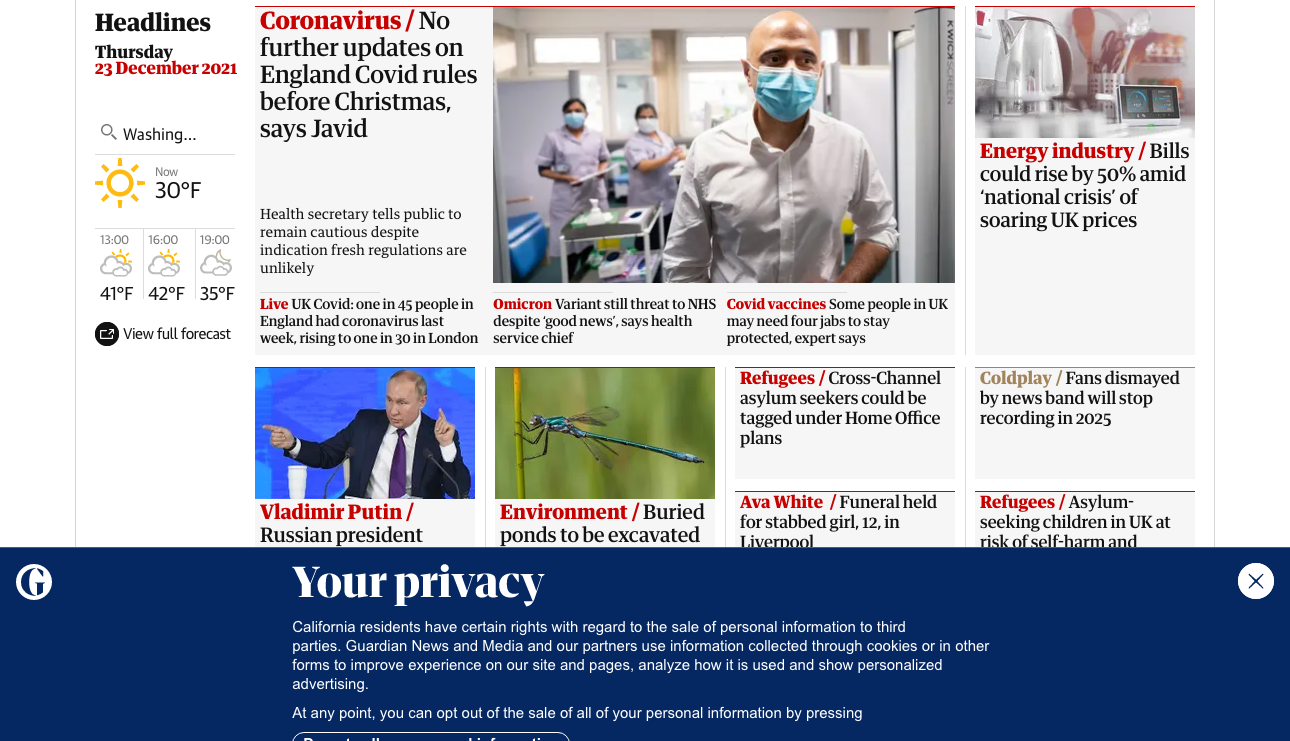 Headlines
Thursday
23 December 2021
Washing...
Now
30°F
13:00
16:00
19:00
41°F
42°F
35°F
View full forecast
Coronavirus / No
further updates on
England Covid rules
before Christmas,
says Javid
Health secretary tells public to
remain cautious despite
indication fresh regulations are
unlikely
KWICKSCREEN
Live UK Covid: one in 45 people in
England had coronavirus last
week, rising to one in 30 in London
Omicron Variant still threat to NHS
despite ‘good news’, says health
service chief
Covid vaccines Some people in UK
may need four jabs to stay
protected, expert says
Energy industry / Bills
could rise by 50% amid
‘national crisis’ of
soaring UK prices
Vladimir Putin /
Russian president
Environment / Buried
ponds to be excavated
Refugees / Cross-Channel
asylum seekers could be
tagged under Home Office
plans
Coldplay / Fans dismayed
by news band will stop
recording in 2025
Ava White / Funeral held
for stabbed girl, 12, in
Liverpool
Refugees / Asylum-
seeking children in UK at
risk of self-harm and
G
Your privacy
California residents have certain rights with regard to the sale of personal information to third
parties. Guardian News and Media and our partners use information collected through cookies or in other
forms to improve experience on our site and pages, analyze how it is used and show personalized
advertising.
At any point, you can opt out of the sale of all of your personal information by pressing